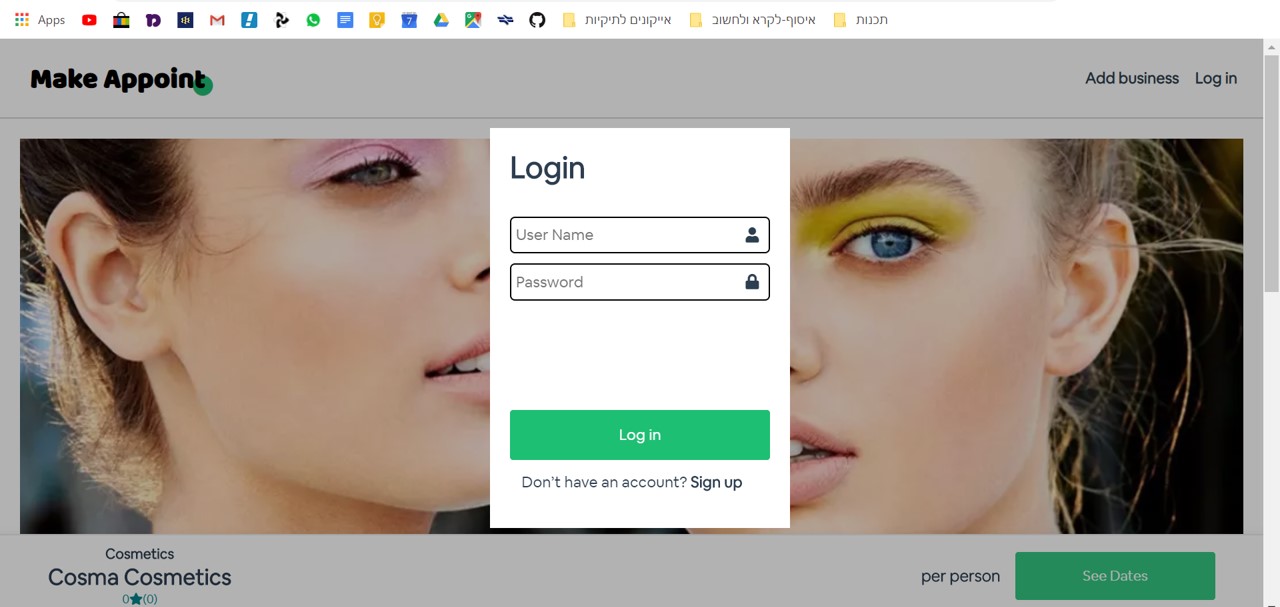 Apps
7
אייקונים לתיקיות
איסוף-לקרא ולחשוב
תכנות
Make Appoint
Add business
Log in
Login
User Name
Password
Log in
Don't have an account? Sign up
Cosmetics
Cosma Cosmetics
0★(0)
per person
See Dates